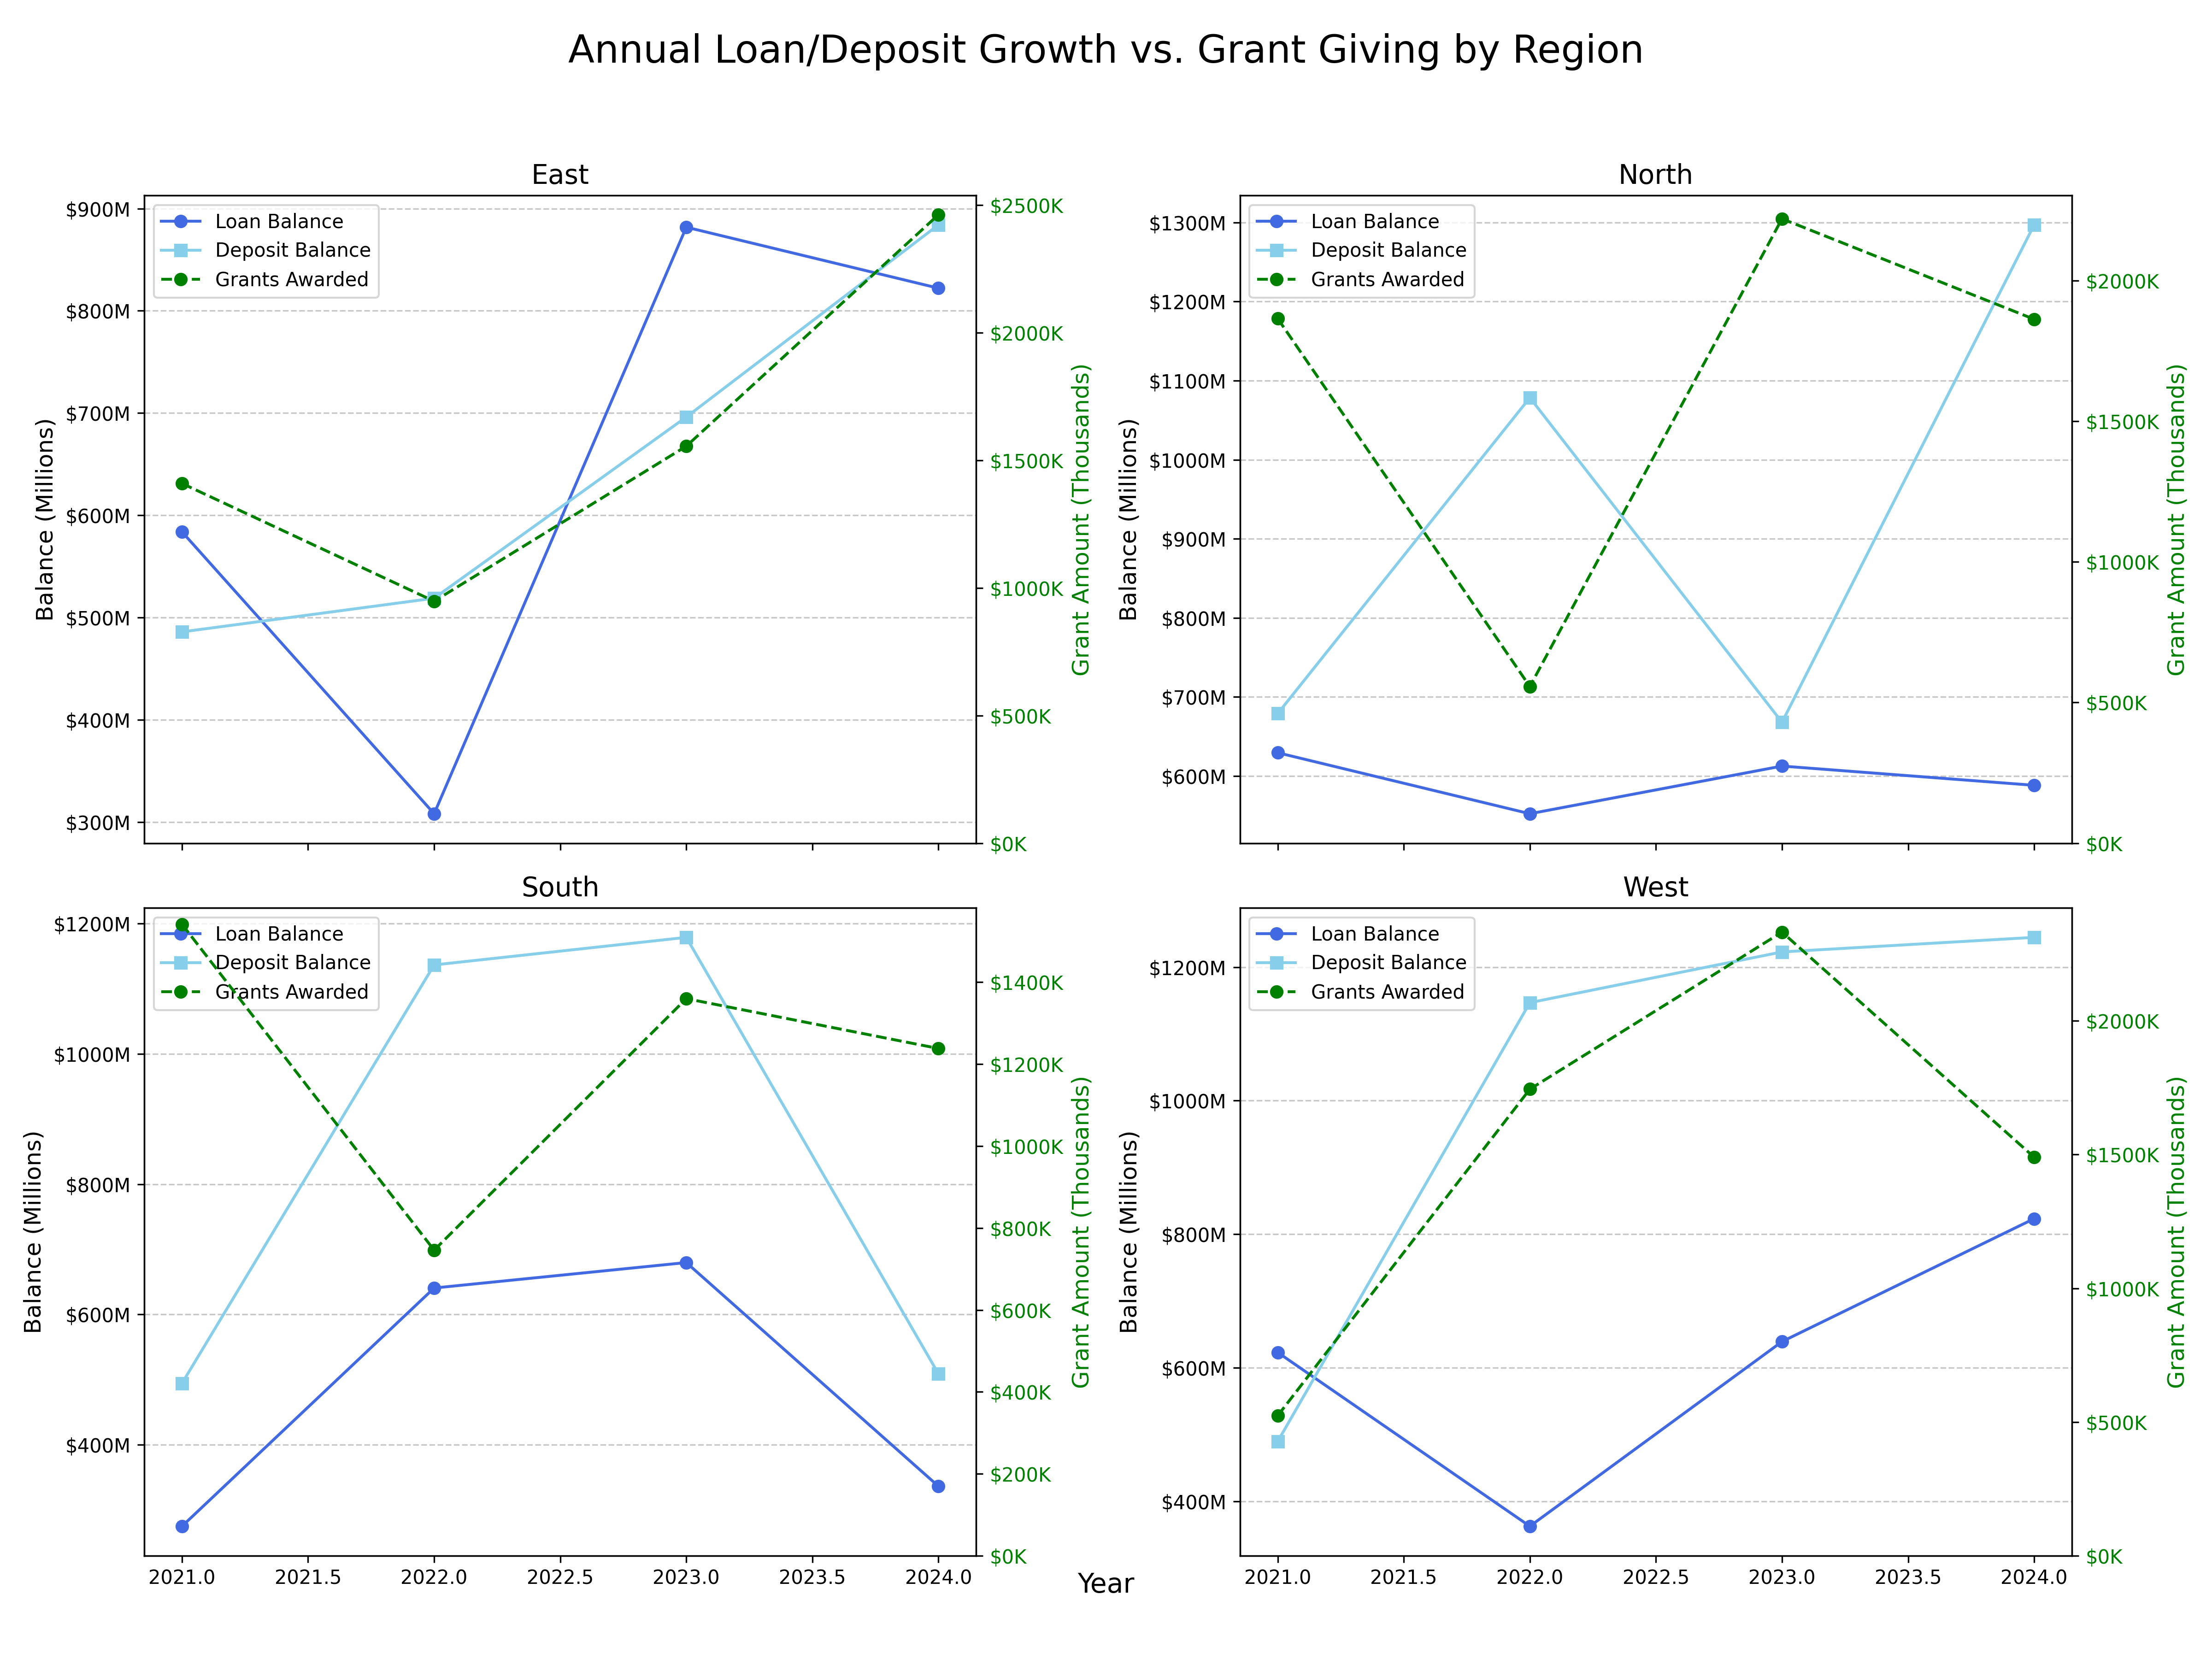 Annual Loan/Deposit Growth vs. Grant Giving by Region
East
Loan Balance
Deposit Balance
Grants Awarded
$900M
$800M
$700M
$600M
$500M
$400M
$300M
Balance (Millions)
$2500K
$2000K
$1500K
$1000K
$500K
$0K
Grant Amount (Thousands)
North
Loan Balance
Deposit Balance
Grants Awarded
$1300M
$1200M
$1100M
$1000M
$900M
$800M
$700M
$600M
Balance (Millions)
$2000K
$1500K
$1000K
$500K
$0K
Grant Amount (Thousands)
South
Loan Balance
Deposit Balance
Grants Awarded
$1200M
$1000M
$800M
$600M
$400M
Balance (Millions)
$1400K
$1200K
$1000K
$800K
$600K
$400K
$200K
$0K
Grant Amount (Thousands)
2021.0 2021.5 2022.0 2022.5 2023.0 2023.5 2024.0
West
Loan Balance
Deposit Balance
Grants Awarded
$1200M
$1000M
$800M
$600M
$400M
Balance (Millions)
$2000K
$1500K
$1000K
$500K
$0K
Grant Amount (Thousands)
2021.0 2021.5 2022.0 2022.5 2023.0 2023.5 2024.0
Year